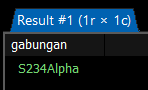 Result #1 (1r × 1c)
gabungan
S234Alpha